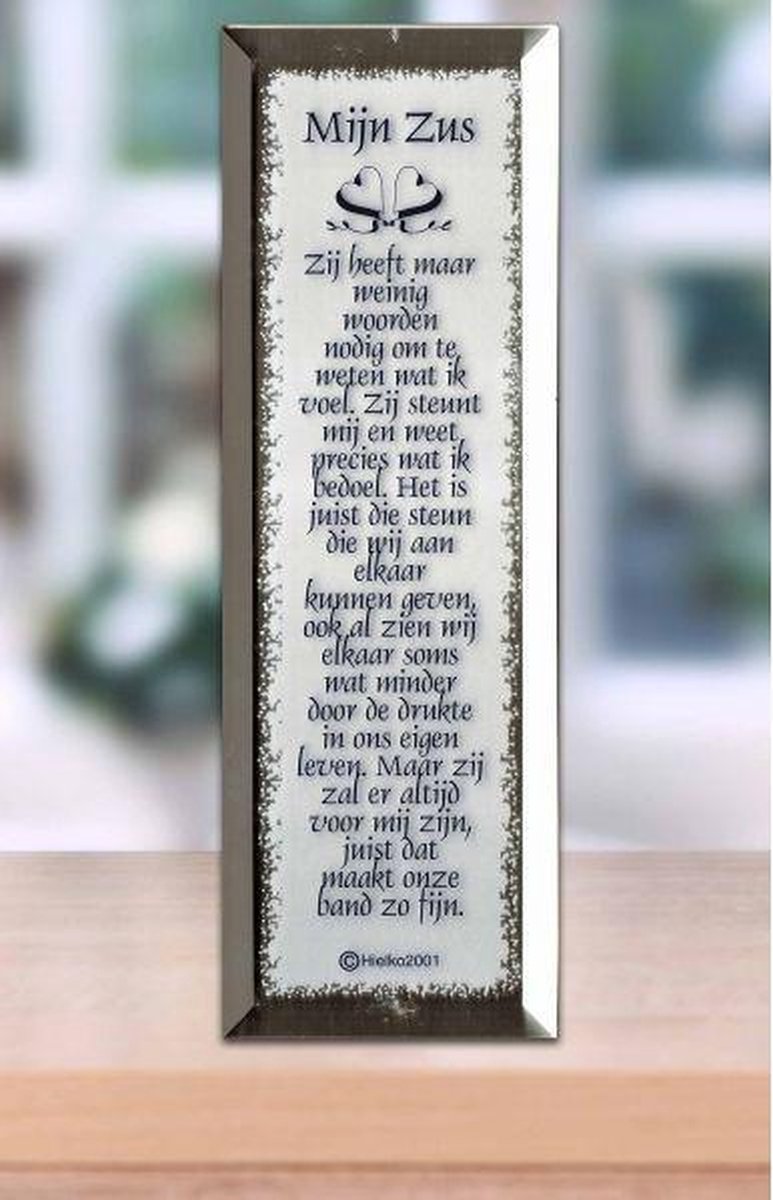 Mijn Zus
Zij heeft maar
weinig
woorden
nodig om te
weten wat ik
voel. Zij steunt
mij en weet
precies wat ik
bedoel. Het is
juist die steun
die wij aan
elkaar
kunnen geven,
ook al zien wij
elkaar soms
wat minder
door de drukte
in ons eigen
leven. Maar zij
zal er altijd
voor mij zijn,
juist dat
maakt onze
band zo fijn.
©Hielko2001